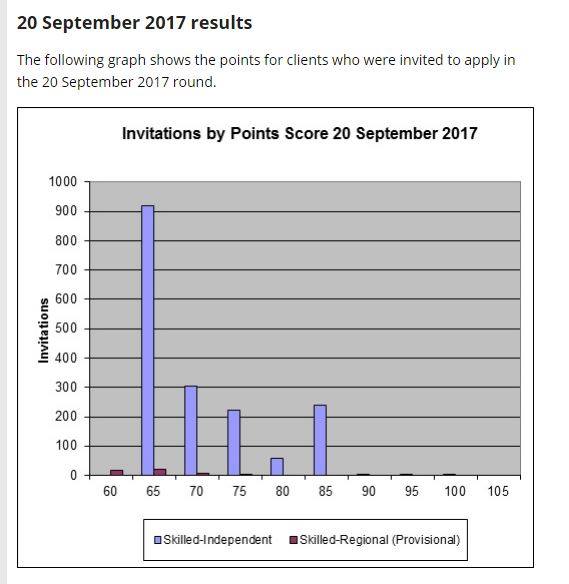 20 September 2017 results
The following graph shows the points for clients who were invited to apply in
the 20 September 2017 round.
Invitations by Points Score 20 September 2017
1000
900
800
700
600
500
400
300
200
100
0
Invitations
60 65 70 75 80 85 90 95 100 105
Skilled-Independent Skilled-Regional (Provisional)